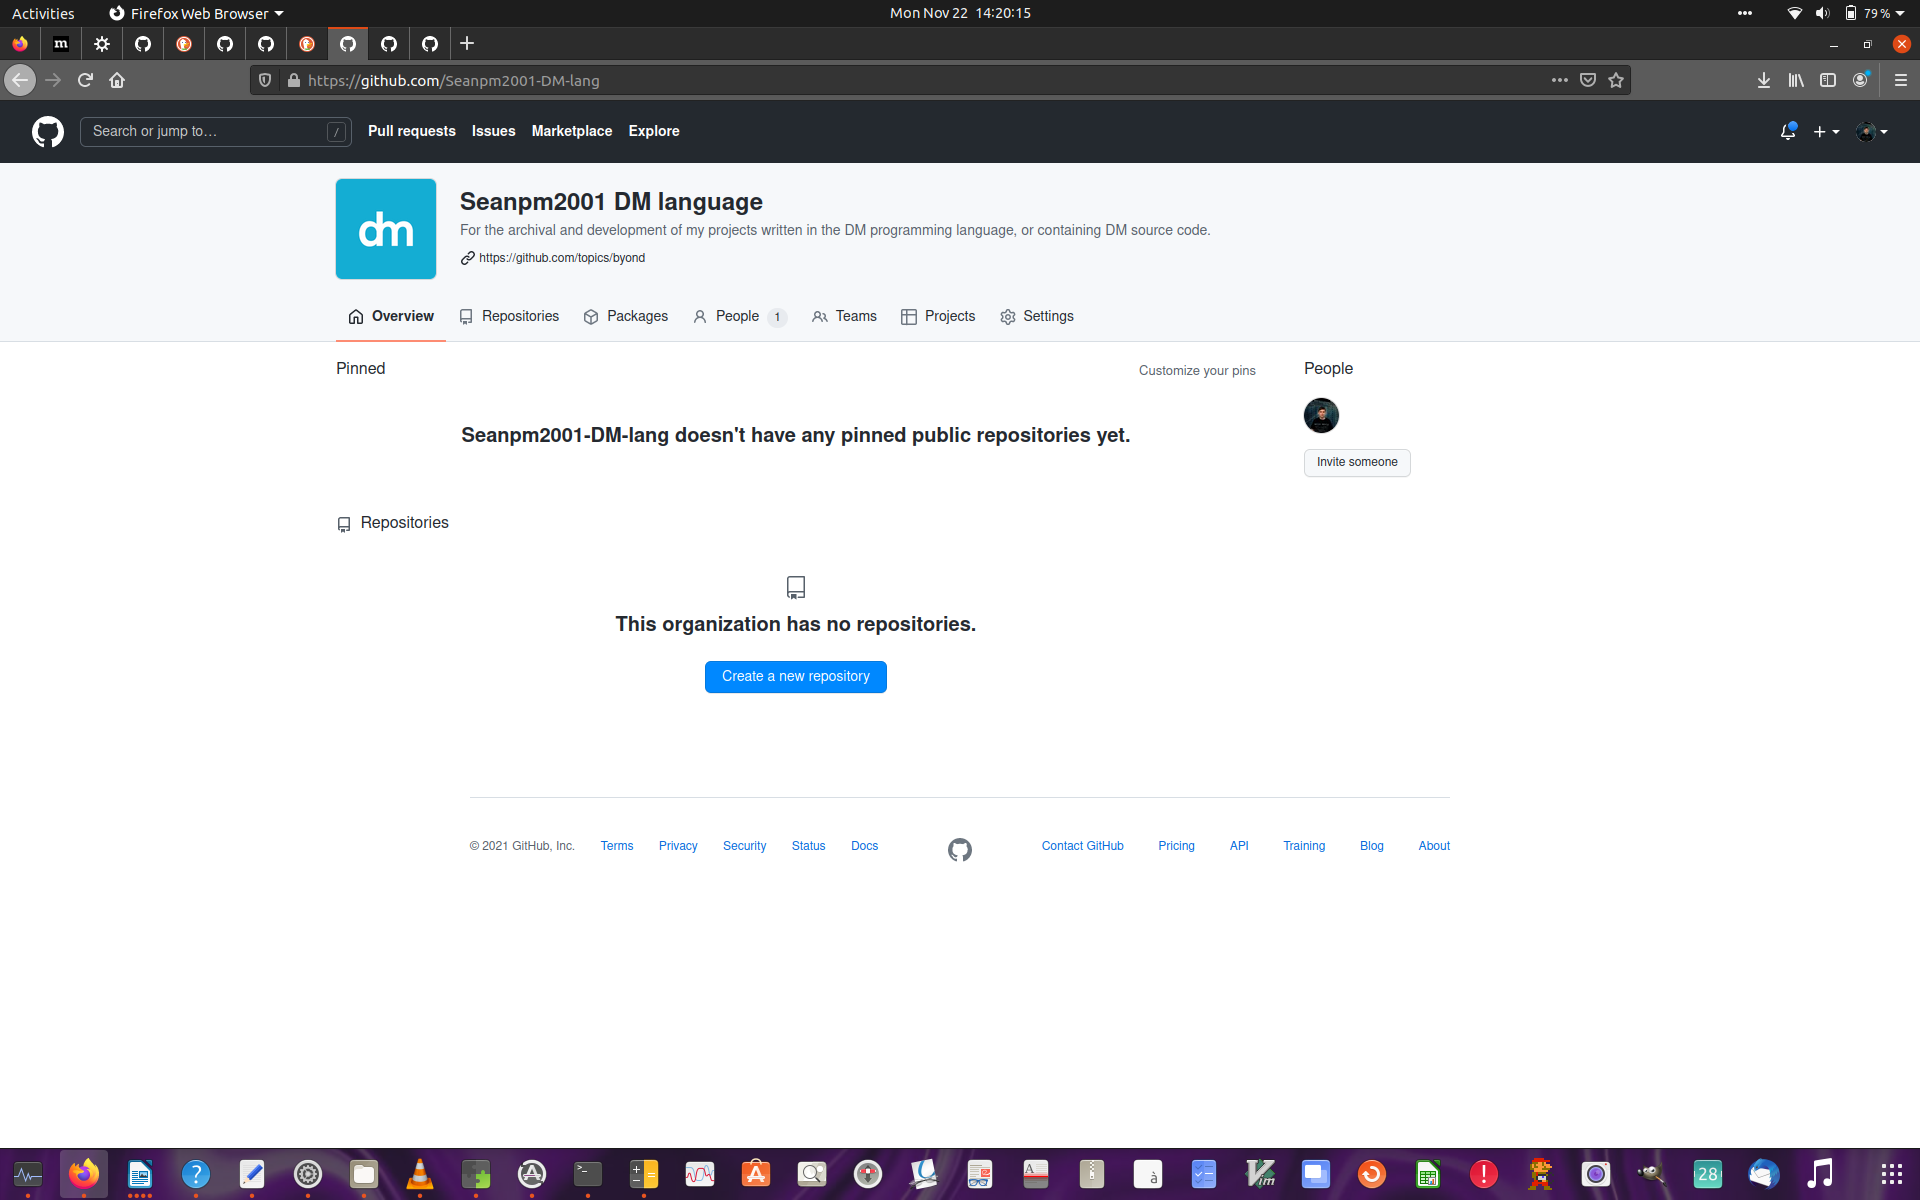 Activities Firefox Web Browser Mon Nov 22 14:20:15 79 %
m
https://github.com/Seanpm2001-DM-lang
Search or jump to… / Pull requests Issues Marketplace Explore
dm
Seanpm2001 DM language
For the archival and development of my projects written in the DM programming language, or containing DM source code.
https://github.com/topics/byond
Overview Repositories Packages People 1 Teams Projects Settings
Pinned Customize your pins People
Seanpm2001-DM-lang doesn't have any pinned public repositories yet.
Invite someone
Repositories
This organization has no repositories.
Create a new repository
© 2021 GitHub, Inc. Terms Privacy Security Status Docs Contact GitHub Pricing API Training Blog About
? >_ A à Vim ! 28